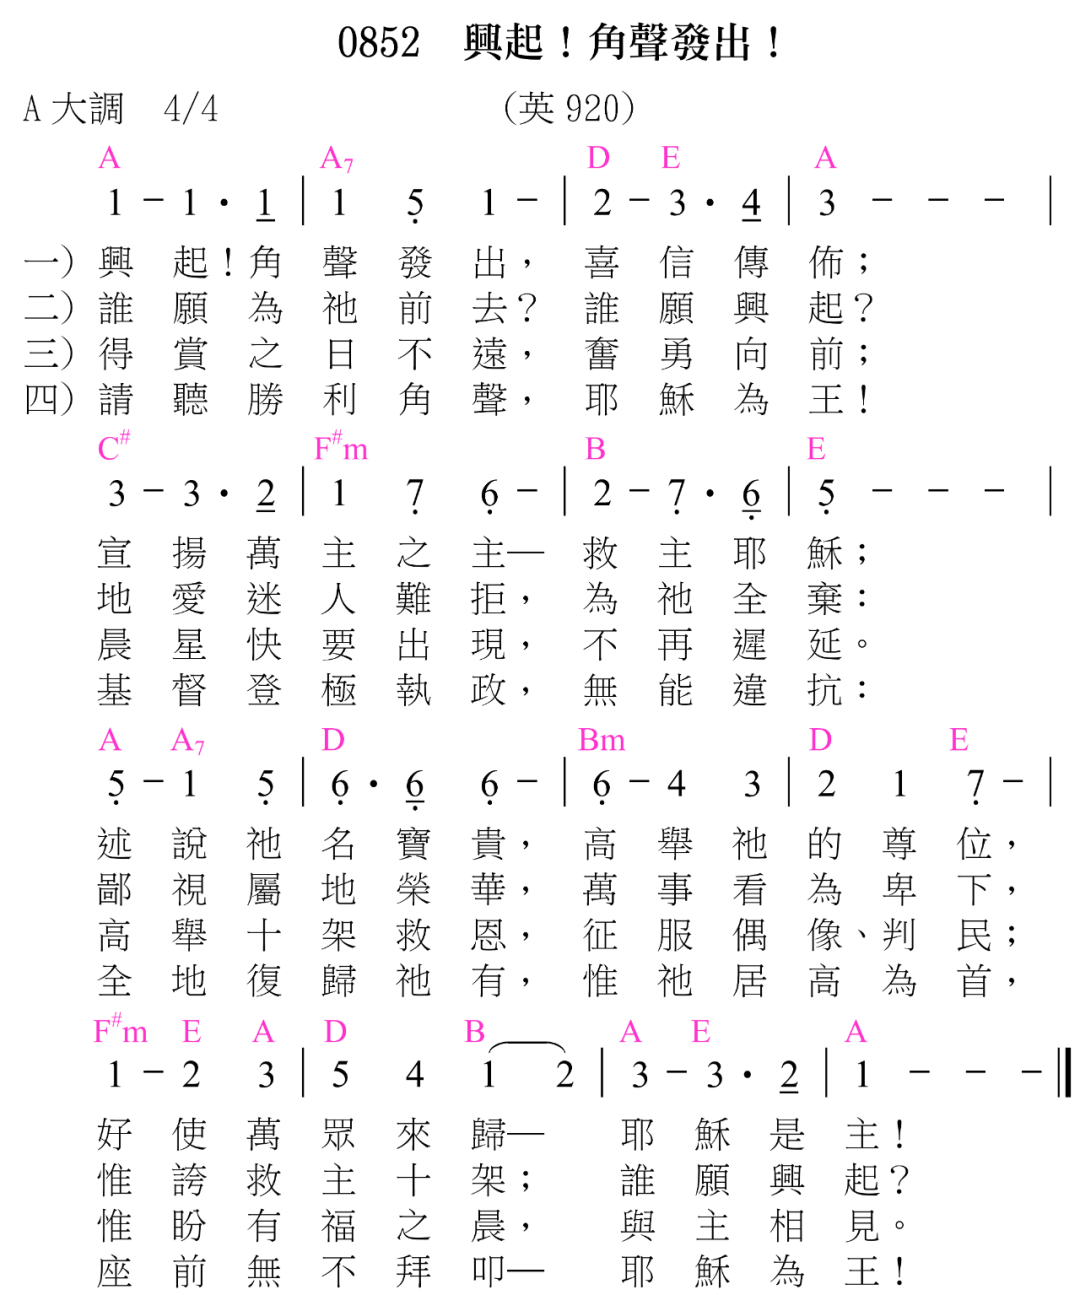 0852 興起！角聲發出！
A 大調 4/4 (英 920)
A A7 D E A
1 - 1 · 1 | 1 5 1 - | 2 - 3 · 4 | 3 - - - |
一) 興起！角聲發出，喜信傳佈；
二) 誰願為祂前去？誰願興起？
三) 得賞之日不遠，奮勇向前；
四) 請聽勝利角聲，耶穌為王！
C# F#m B E
3 - 3 · 2 | 1 7 6 - | 2 - 7 · 6 | 5 - - - |
宣揚萬主之主—救主耶穌；
地愛迷人難拒，為祂全棄：
晨星快要出現，不再遲延。
基督登極執政，無能違抗：
A A7 D Bm D E
5 - 1 5 | 6 · 6 6 - | 6 - 4 3 | 2 1 7 - |
述說祂名寶貴，高舉祂的尊位，
鄙視屬地榮華，萬事看為卑下，
高舉十架救恩，征服偶像、判民；
全地復歸祂有，惟祂居高為首，
F#m E A D B A E A
1 - 2 3 | 5 4 1 2 | 3 - 3 · 2 | 1 - - - ‖
好使萬眾來歸—耶穌是主！
惟誇救主十架；誰願興起？
惟盼有福之晨，與主相見。
座前無不拜叩—耶穌為王！